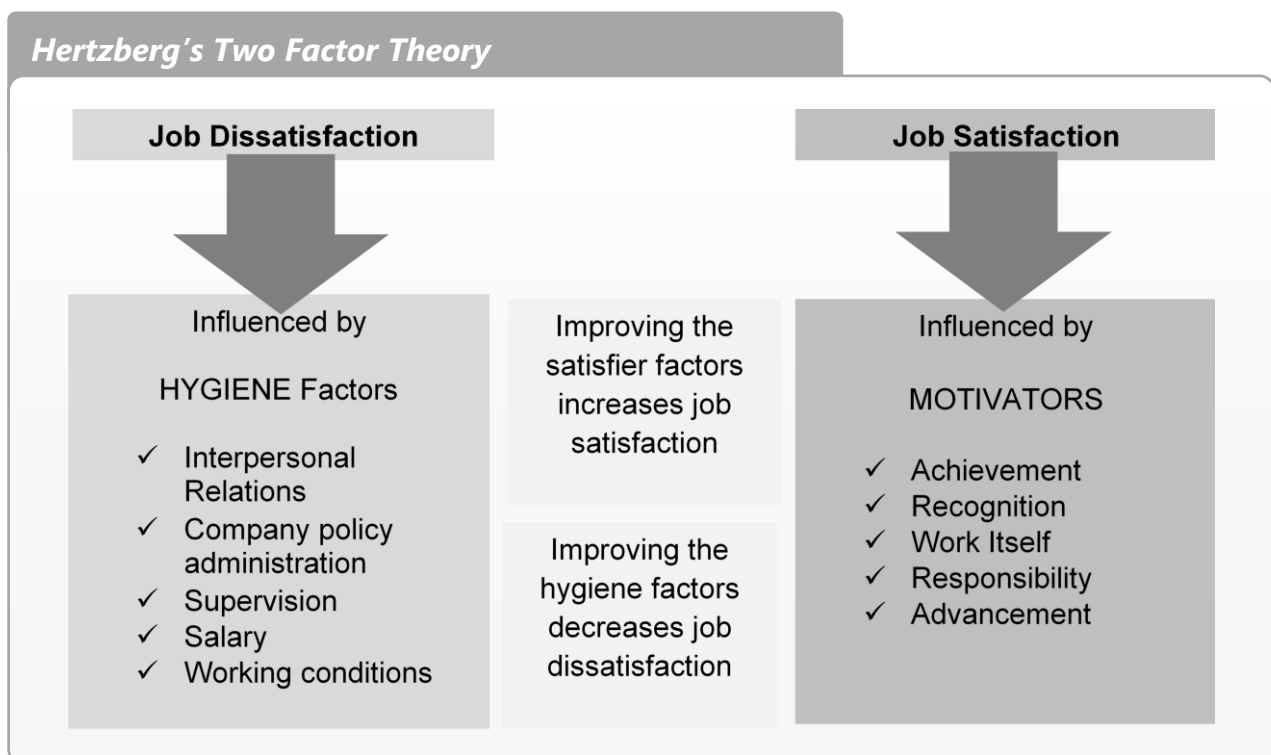 Hertzberg’s Two Factor Theory
Job Dissatisfaction
Influenced by
HYGIENE Factors
✓ Interpersonal
Relations
✓ Company policy
administration
✓ Supervision
✓ Salary
✓ Working conditions
Improving the
satisfier factors
increases job
satisfaction
Improving the
hygiene factors
decreases job
dissatisfaction
Job Satisfaction
Influenced by
MOTIVATORS
✓ Achievement
✓ Recognition
✓ Work Itself
✓ Responsibility
✓ Advancement